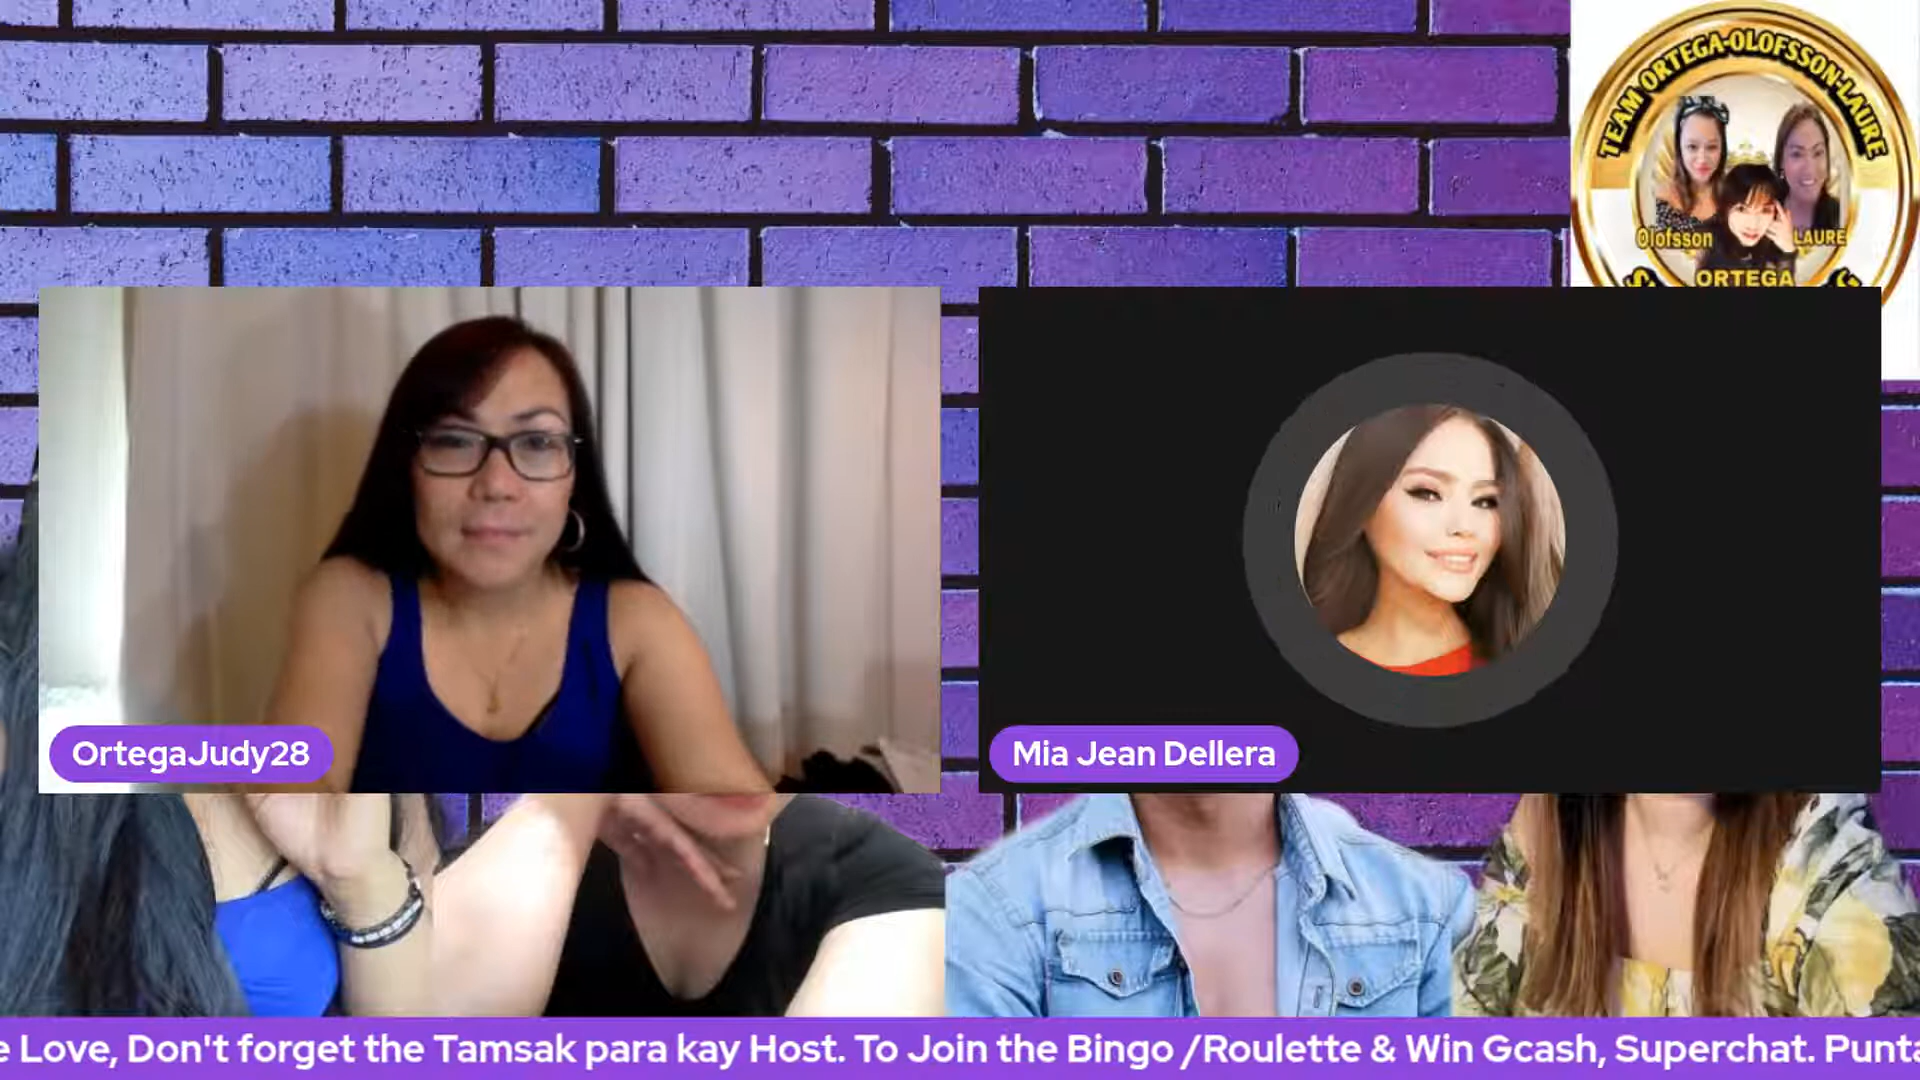 TEAM ORTEGA-OLOFSSON-LAURE
Olofsson
LAURE
ORTEGA
OrtegaJudy28
Mia Jean Dellera
e Love, Don't forget the Tamsak para kay Host. To Join the Bingo /Roulette & Win Gcash, Superchat. Punta